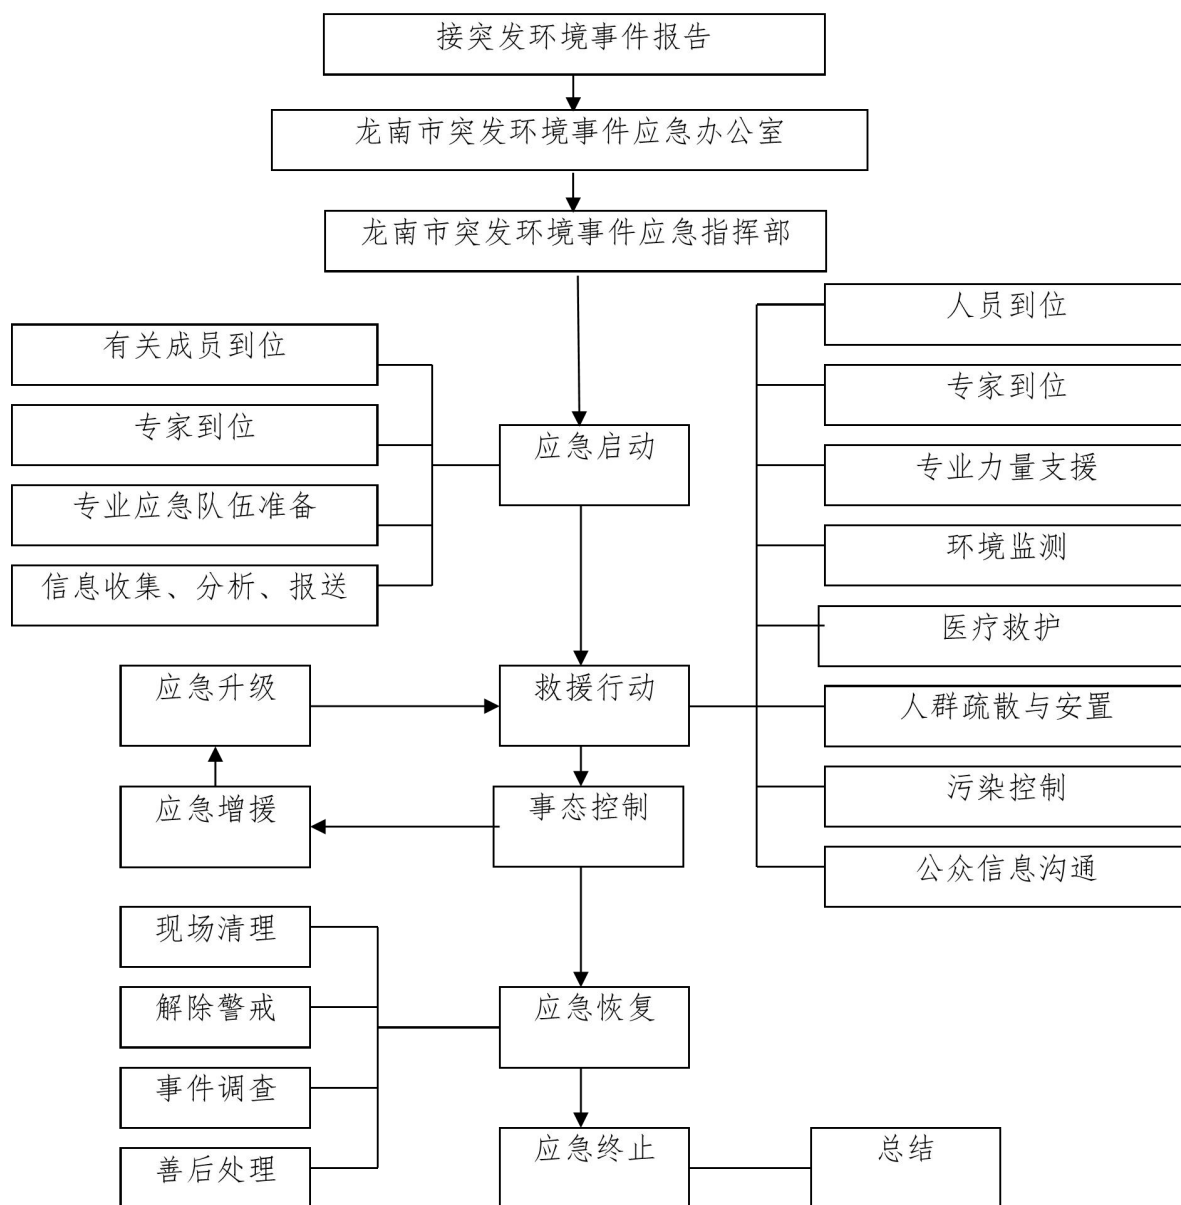 接突发环境事件报告
龙南市突发环境事件应急办公室
龙南市突发环境事件应急指挥部
有关成员到位
专家到位
专业应急队伍准备
信息收集、分析、报送
应急启动
人员到位
专家到位
专业力量支援
环境监测
医疗救护
人群疏散与安置
污染控制
公众信息沟通
应急升级
救援行动
应急增援
事态控制
现场清理
解除警戒
事件调查
善后处理
应急恢复
应急终止
总结